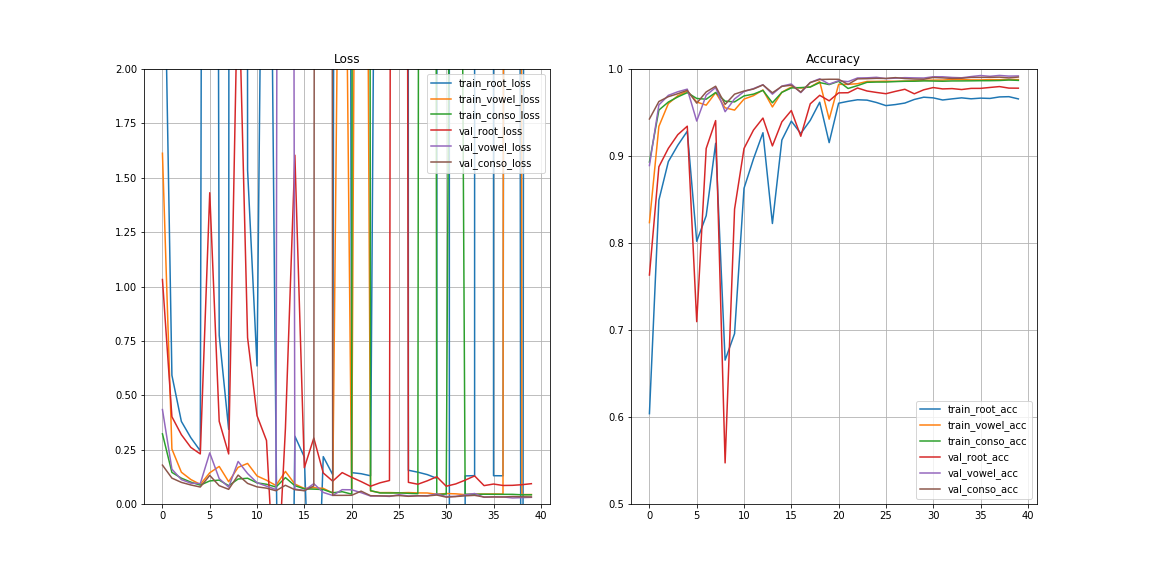 Loss
2.00
1.75
1.50
1.25
1.00
0.75
0.50
0.25
0.00
0 5 10 15 20 25 30 35 40
train_root_loss
train_vowel_loss
train_conso_loss
val_root_loss
val_vowel_loss
val_conso_loss
Accuracy
1.0
0.9
0.8
0.7
0.6
0.5
0 5 10 15 20 25 30 35 40
train_root_acc
train_vowel_acc
train_conso_acc
val_root_acc
val_vowel_acc
val_conso_acc